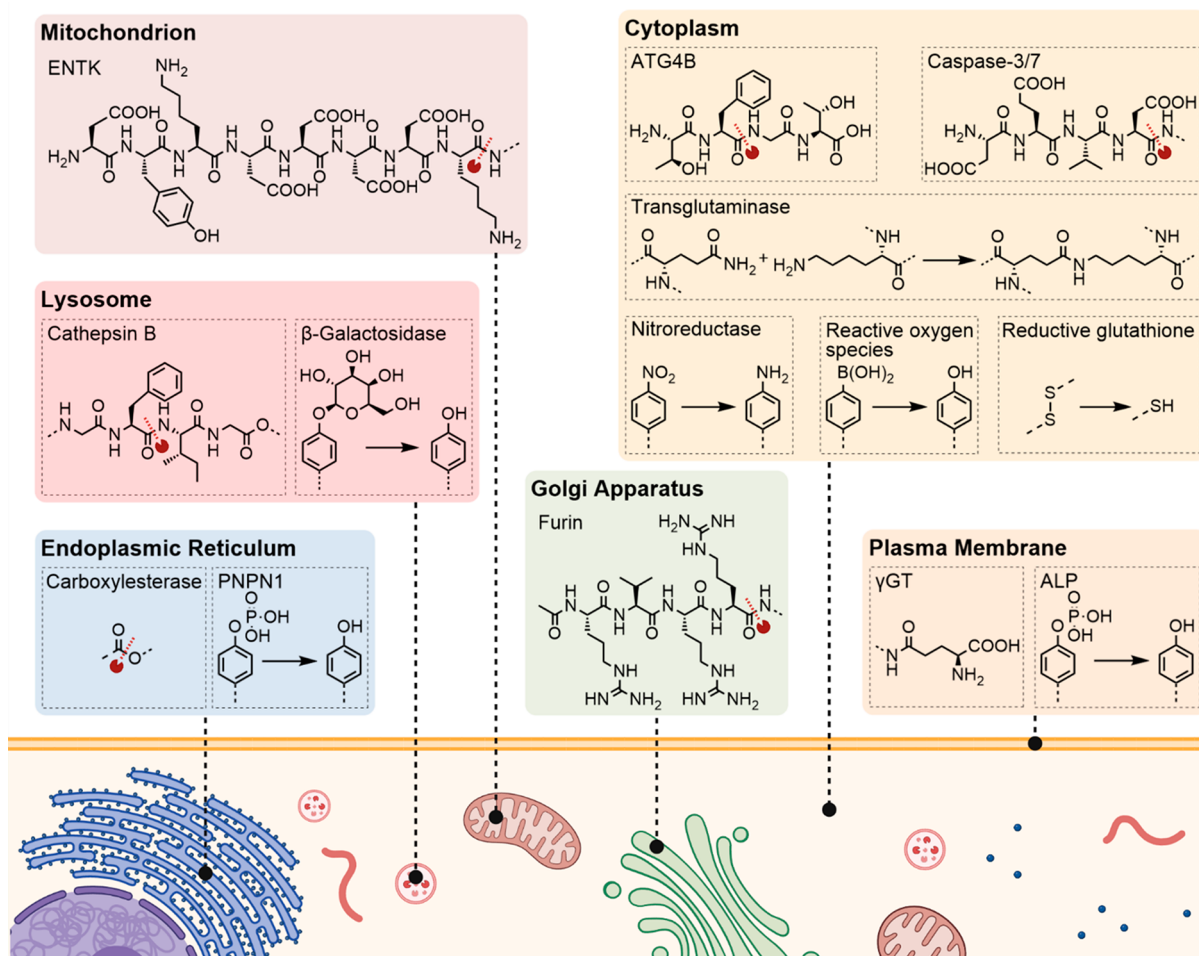 Mitochondrion
ENTK
NH2
COOH
COOH
COOH
H2N
O
H
N
COOH
COOH
OH
NH2
Cytoplasm
ATG4B
H2N
OH
O
H
N
OH
OH
Caspase-3/7
COOH
COOH
H2N
HOOC
O
H
N
Transglutaminase
O
O
NH2
HN
+
H2N
NH
O
O
O
N
H
HN
NH
O
Nitroreductase
NO2
NH2
Reactive oxygen
species
B(OH)2
OH
Reductive glutathione
S
S
SH
Lysosome
Cathepsin B
H
N
O
HN
O
H
N
O
O
HN
O
O
β-Galactosidase
OH
HO
OH
O
O
OH
OH
Golgi Apparatus
Furin
H2N
NH
HN
H
N
O
O
NH
HN
NH2
NH
HN
NH2
Endoplasmic Reticulum
Carboxylesterase
O
O
PNPN1
O
P
OH
OH
O
OH
Plasma Membrane
γGT
O
N
H
COOH
NH2
ALP
O
P
OH
OH
O
OH